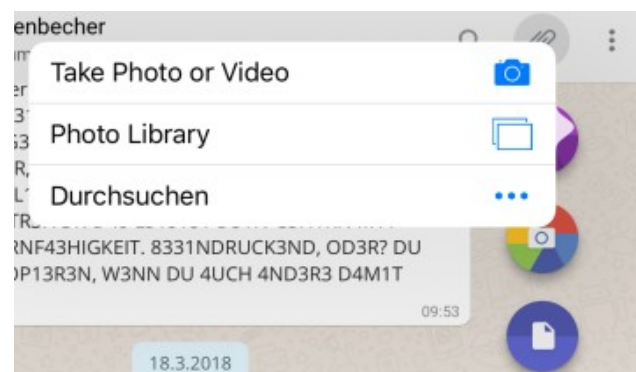 enbecher
Take Photo or Video
Photo Library
R,
Durchsuchen
RNF43HIGKEIT. 8331NDRUCK3ND, OD3R? DU
OP13R3N, W3NN DU 4UCH 4ND3R3 D4M1T
09:53
18.3.2018